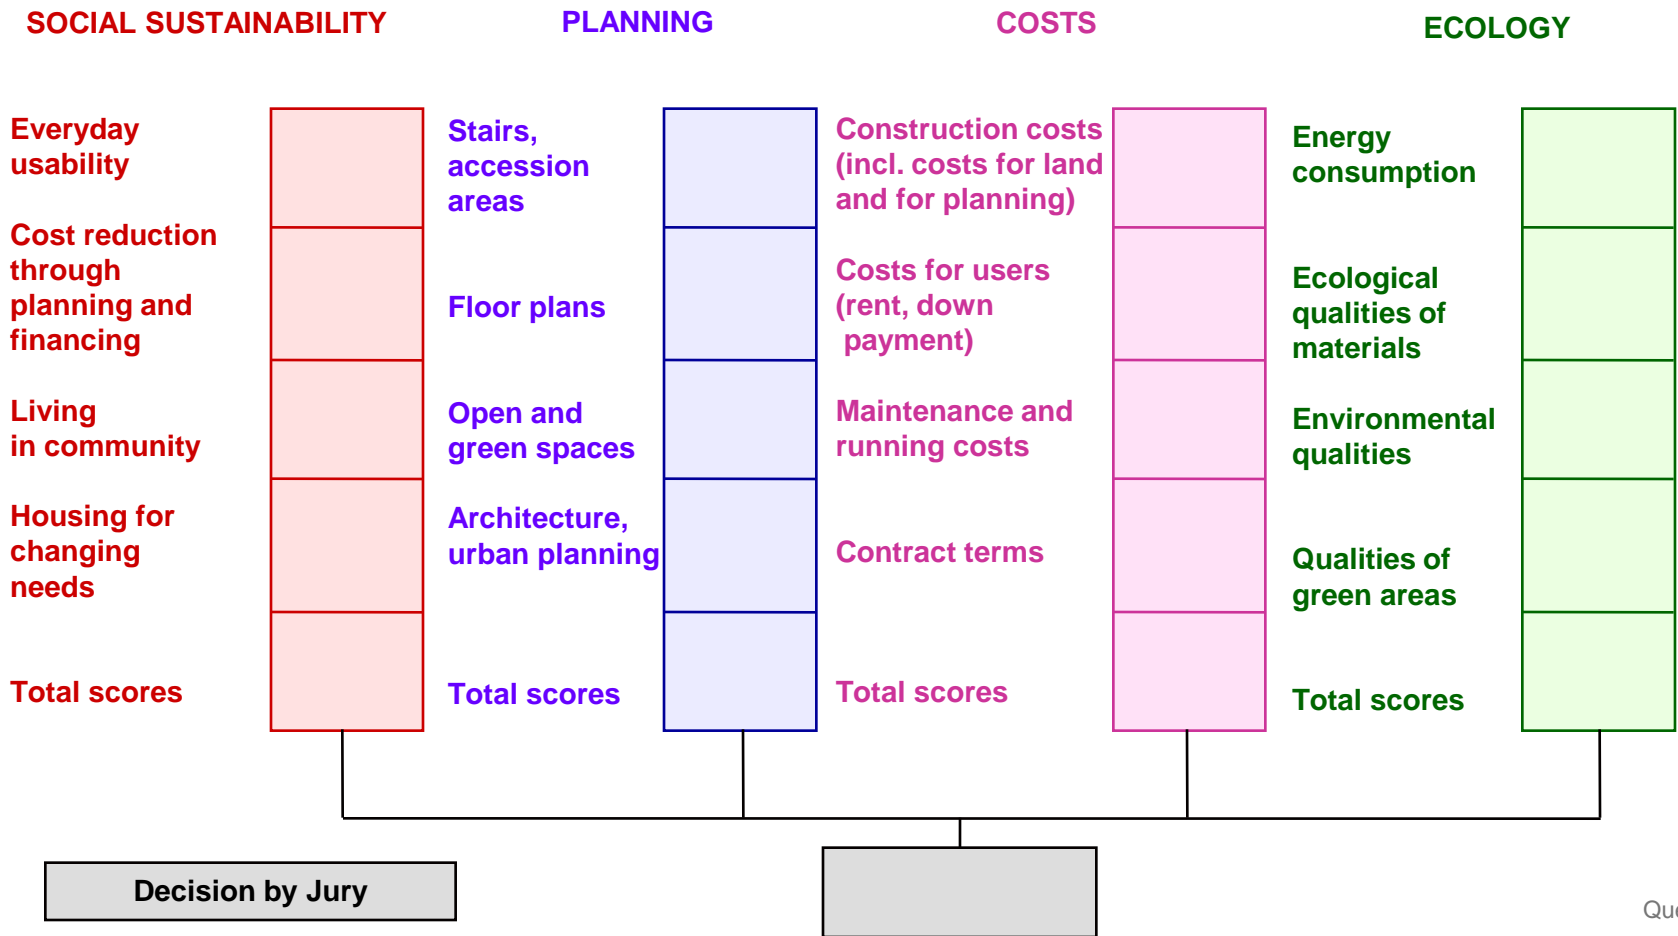 SOCIAL SUSTAINABILITY
PLANNING
COSTS
ECOLOGY
Everyday
usability
Cost reduction
through
planning and
financing
Living
in community
Housing for
changing
needs
Total scores
Stairs,
accession
areas
Floor plans
Open and
green spaces
Architecture,
urban planning
Total scores
Construction costs
(incl. costs for land
and for planning)
Costs for users
(rent, down
payment)
Maintenance and
running costs
Contract terms
Total scores
Energy
consumption
Ecological
qualities of
materials
Environmental
qualities
Qualities of
green areas
Total scores
Decision by Jury